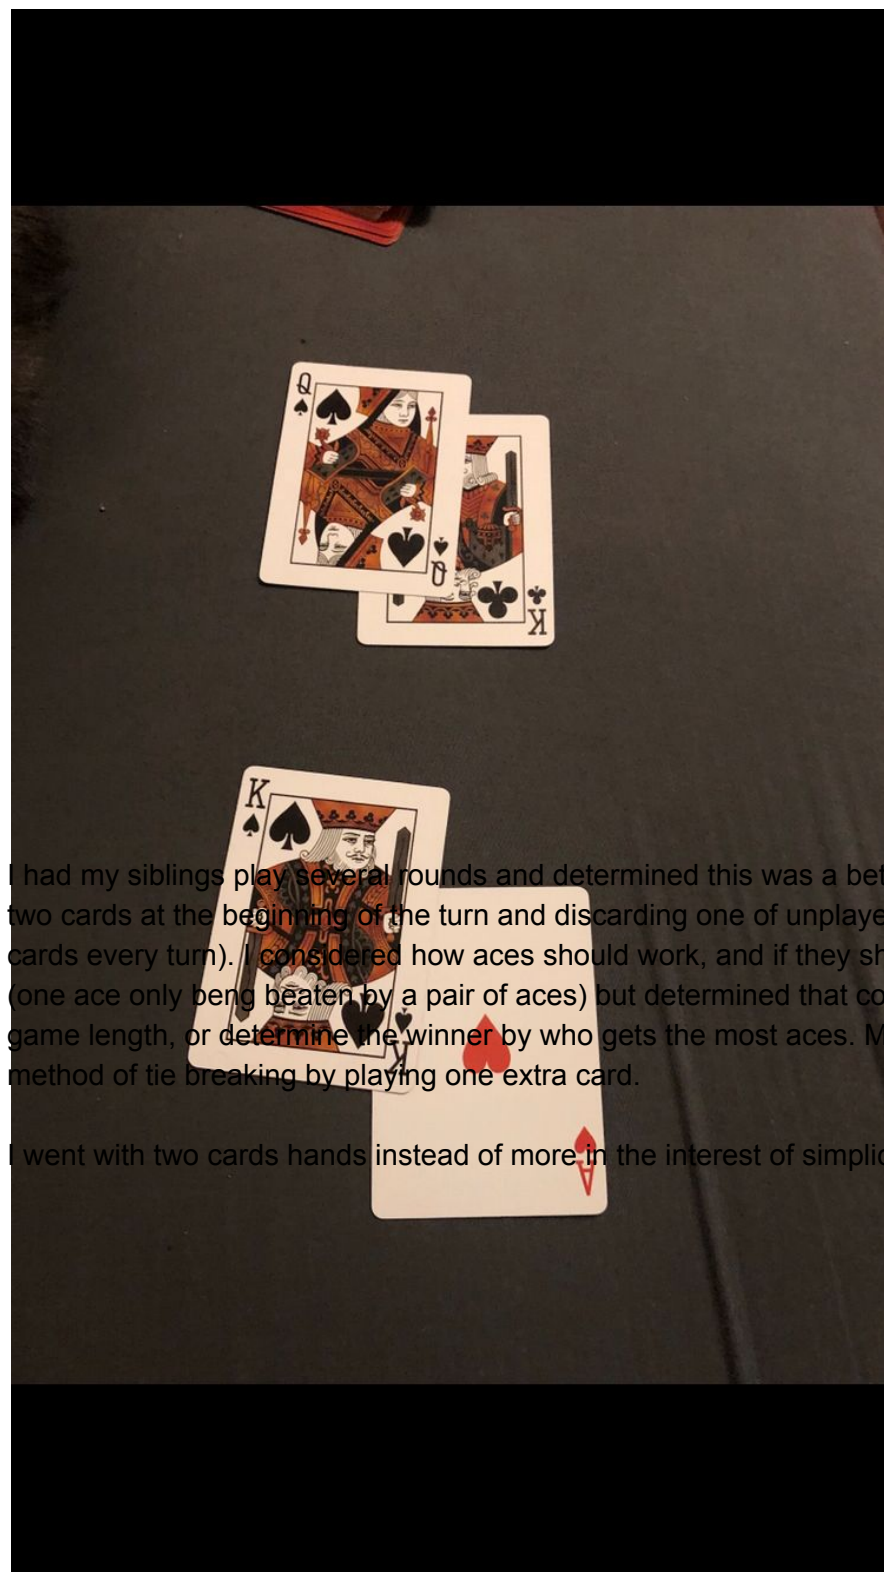 Q
Q
K
K
I had my siblings play several rounds and determined this was a bet
two cards at the beginning of the turn and discarding one of unplaye
cards every turn). I considered how aces should work, and if they sh
(one ace only beng beaten by a pair of aces) but determined that co
game length, or determine the winner by who gets the most aces. M
method of tie breaking by playing one extra card.
K
I went with two cards hands instead of more in the interest of simplic
A